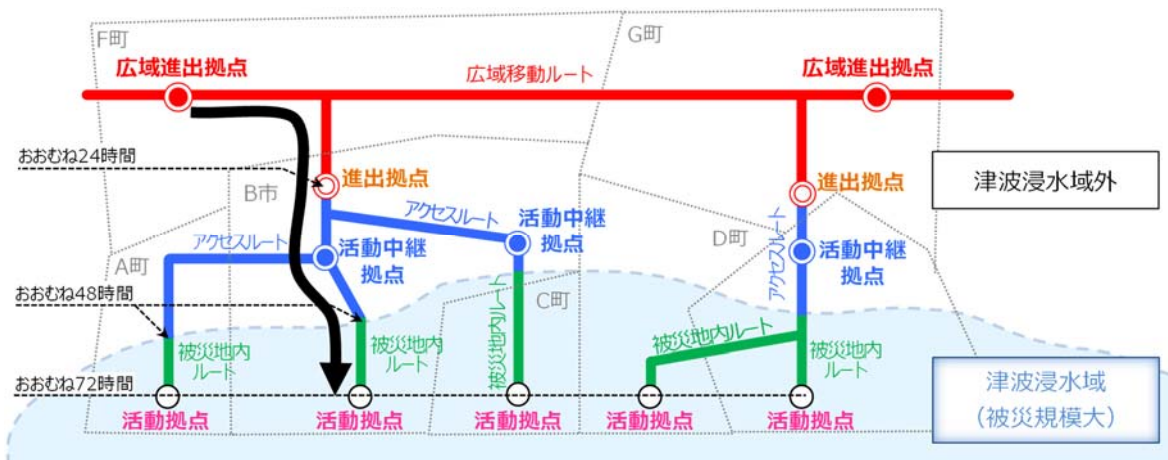 F町
G町
広域進出拠点
広域移動ルート
広域進出拠点
おおむね24時間
進出拠点
進出拠点
津波浸水域外
B市
アクセスルート
活動中継
拠点
アクセスルート
活動中継
拠点
A町
D町
アクセスルート
活動中継
拠点
おおむね48時間
C町
被災地内
ルート
被災地内
ルート
被災地内ルート
被災地内ルート
被災地内
ルート
おおむね72時間
津波浸水域
（被災規模大）
活動拠点
活動拠点
活動拠点
活動拠点
活動拠点